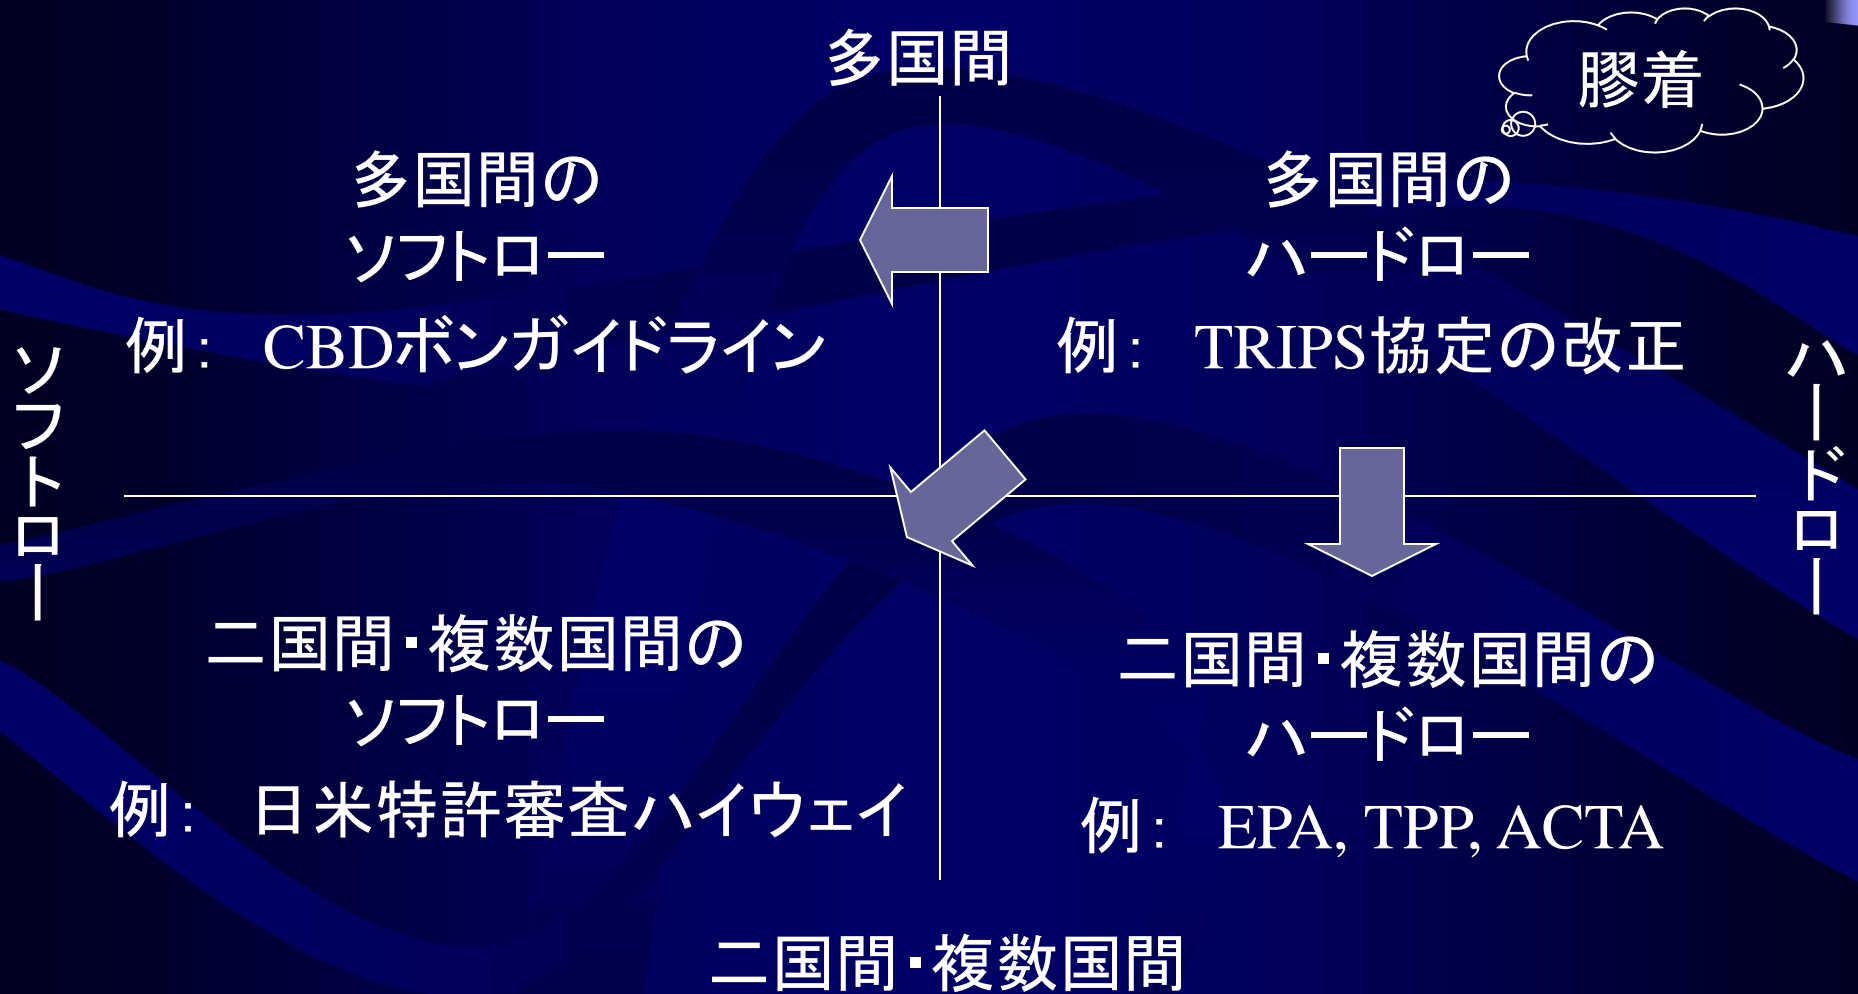 多国間
膠着
多国間の
ソフトロー
例： CBDボンガイドライン
多国間の
ハードロー
例： TRIPS協定の改正
ソフトロー
ハードロー
二国間・複数国間の
ソフトロー
例： 日米特許審査ハイウェイ
二国間・複数国間の
ハードロー
例： EPA, TPP, ACTA
二国間・複数国間